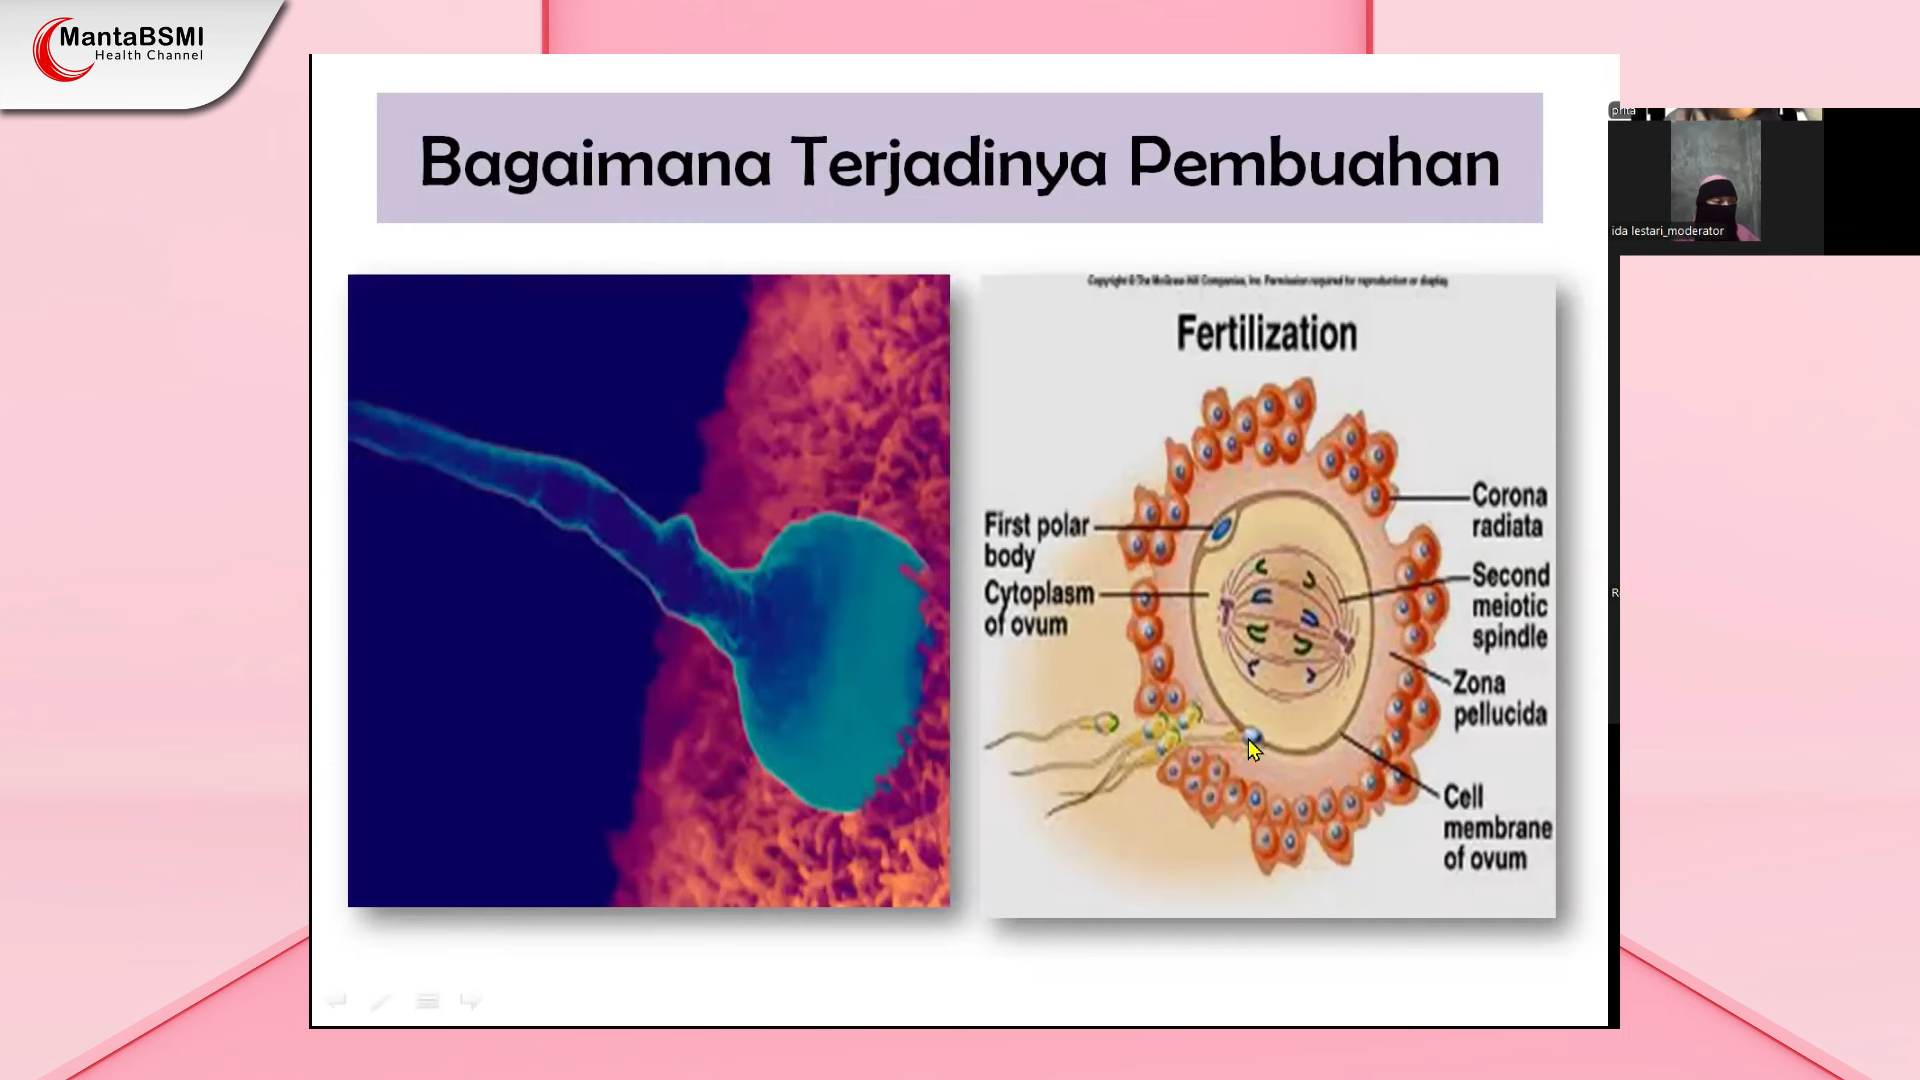 MantaBSMI
Health Channel
Bagaimana Terjadinya Pembuahan
prita
ida lestari_moderator
Copyright © The McGraw-Hill Companies, Inc. Permission required for reproduction or display.
Fertilization
First polar
body
Cytoplasm
of ovum
Corona
radiata
Second
meiotic
spindle
Zona
pellucida
Cell
membrane
of ovum
R